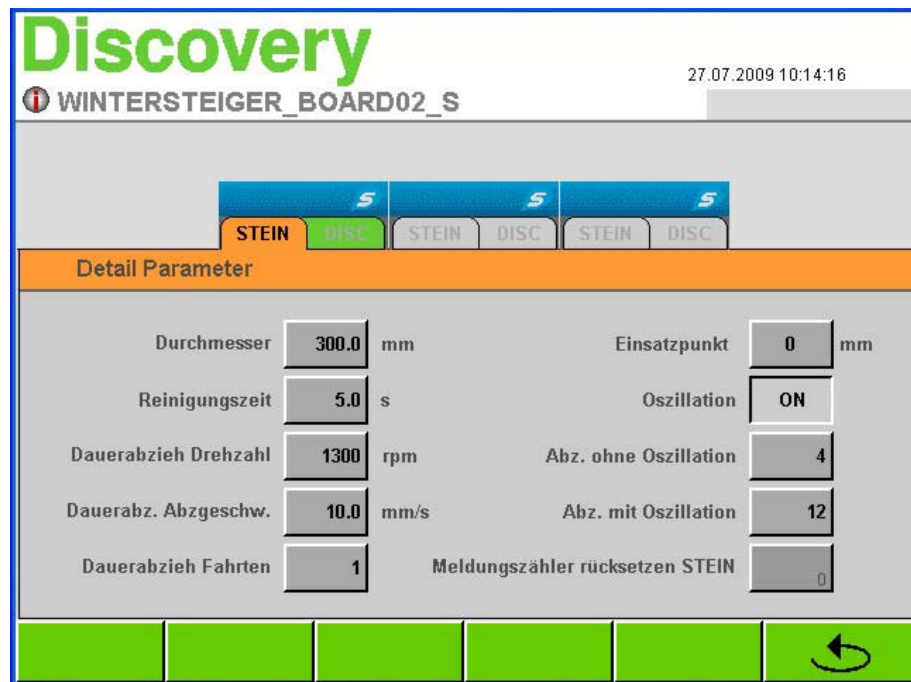 Discovery
27.07.2009 10:14:16
WINTERSTEIGER_BOARD02_S
S S S
STEIN DISC STEIN DISC STEIN DISC
Detail Parameter
Durchmesser 300.0 mm Einsatzpunkt 0 mm
Reinigungszeit 5.0 s Oszillation ON
Dauerabzieh Drehzahl 1300 rpm Abz. ohne Oszillation 4
Dauerabz. Abzgeschw. 10.0 mm/s Abz. mit Oszillation 12
Dauerabzieh Fahrten 1 Meldungszähler rücksetzen STEIN 0